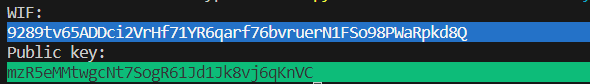 WIF:
9289tv65ADDci2VrHf71YR6qarf76bvruerN1FSo98PWaRpkd8Q
Public key:
mzR5eMMtwgcNt7SogR61Jd1Jk8vj6qKnVC